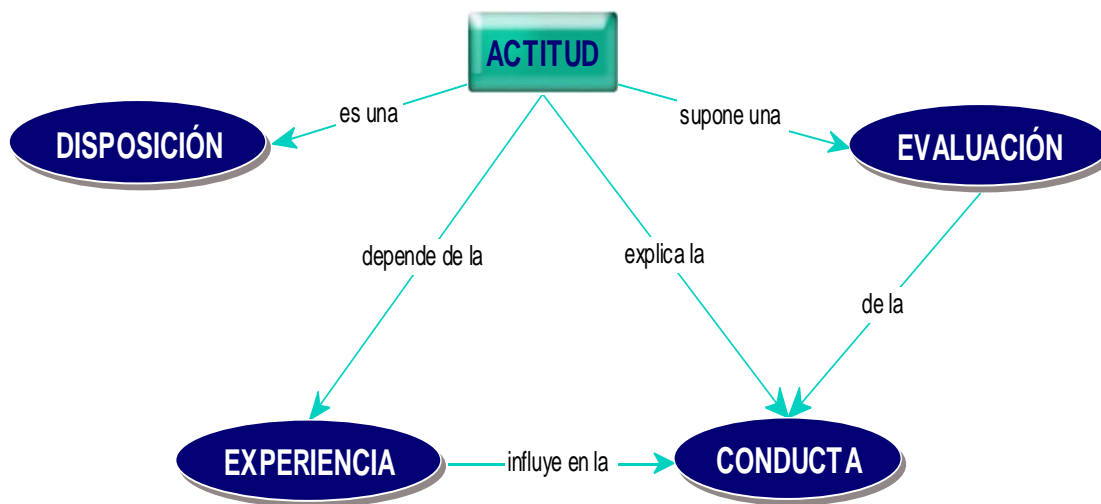 ACTITUD
es una
supone una
DISPOSICIÓN
EVALUACIÓN
depende de la
explica la
de la
EXPERIENCIA
influye en la
CONDUCTA